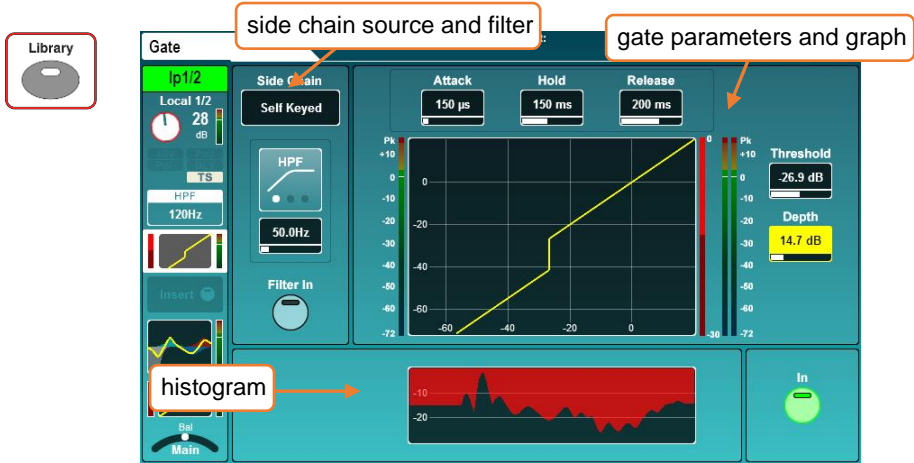 Library
side chain source and filter
gate parameters and graph
Gate
Ip1/2
Local 1/2
28
dB
TS
HPF
120Hz
Insert
Bal
Main
Side Chain
Self Keyed
HPF
50.0Hz
Filter In
Attack
Hold
Release
150 µs
150 ms
200 ms
Pk
+10
0
-10
-20
-30
-40
-50
-60
-72
0
-20
-40
-60
-60
-40
-20
0
0
-30
Pk
+10
0
-10
-20
-30
-40
-50
-60
-72
Threshold
-26.9 dB
Depth
14.7 dB
histogram
-10
-20
In